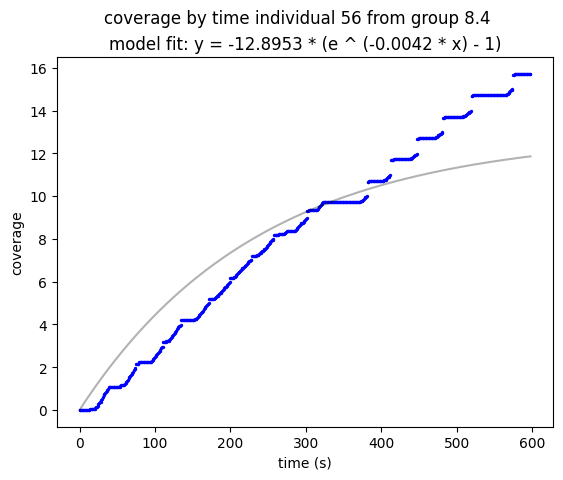 coverage by time individual 56 from group 8.4
model fit: y = -12.8953 * (e ^ (-0.0042 * x) - 1)
16
14
12
10
8
6
4
2
0
coverage
0 100 200 300 400 500 600
time (s)